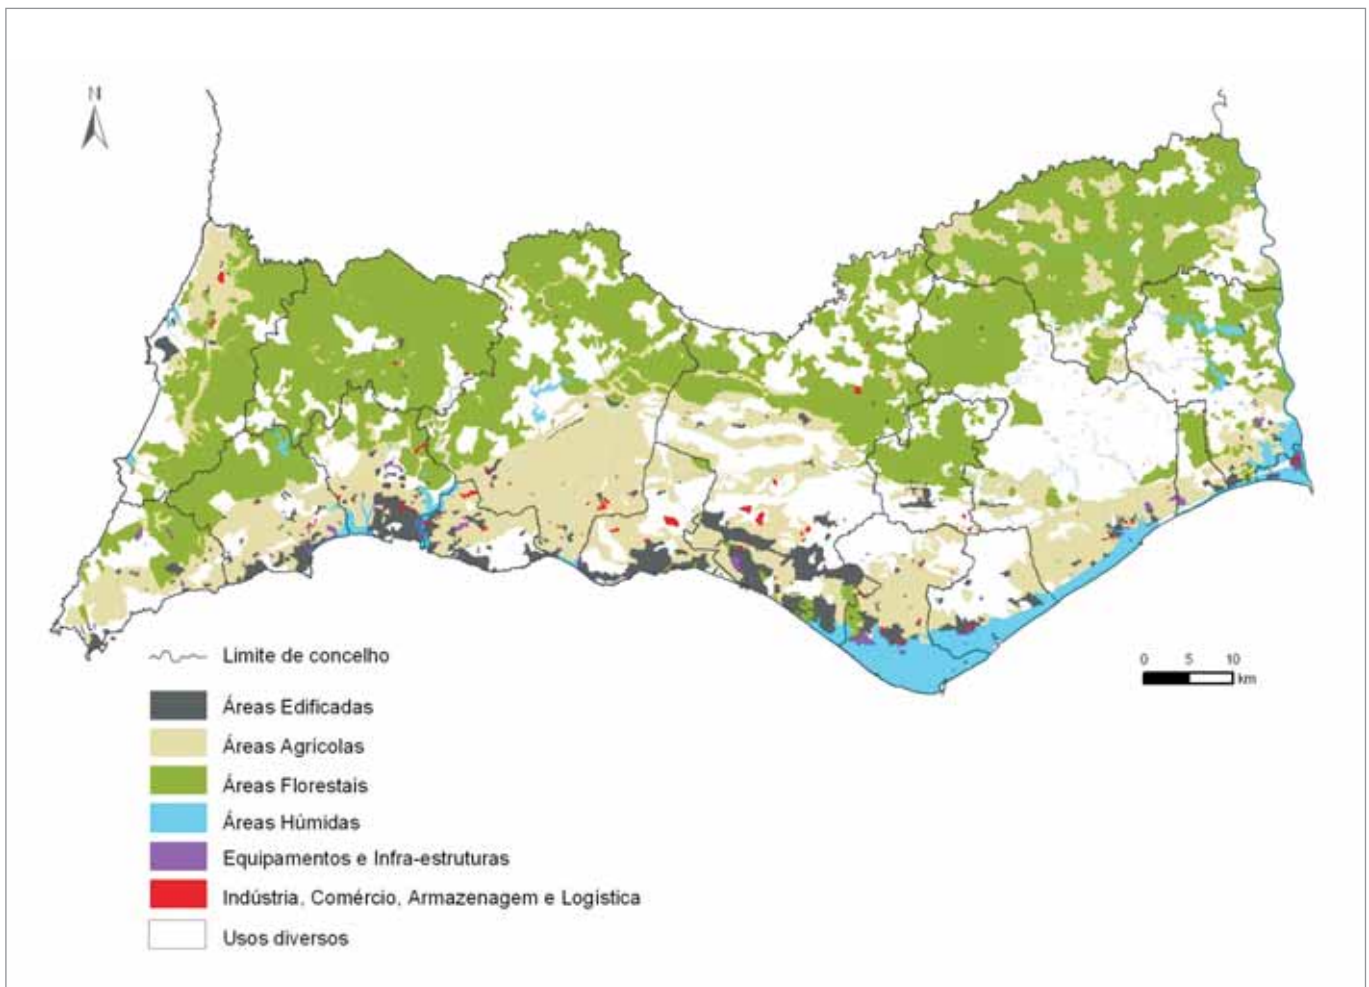 N
0 5 10
km
Limite de concelho
Áreas Edificadas
Áreas Agrícolas
Áreas Florestais
Áreas Húmidas
Equipamentos e Infra-estruturas
Indústria, Comércio, Armazenagem e Logística
Usos diversos